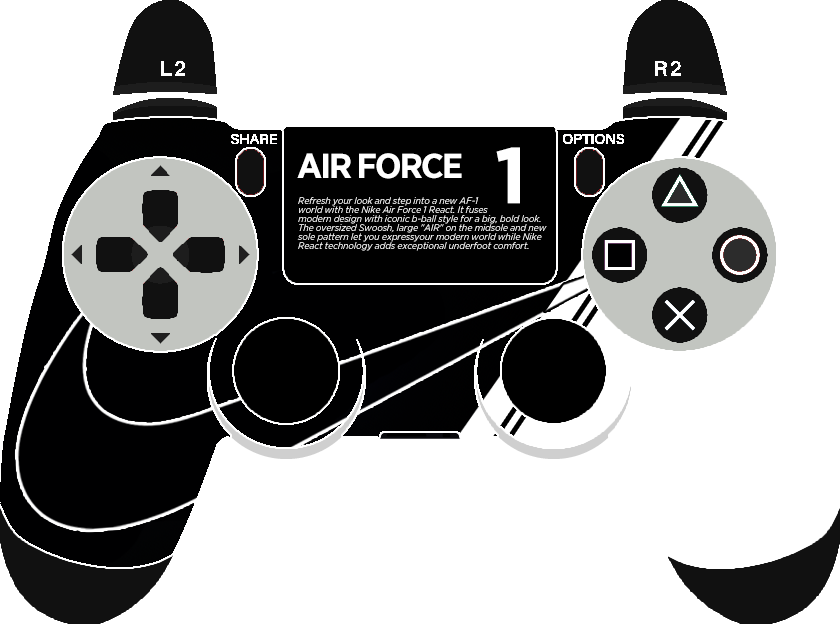 L2
R2
SHARE
OPTIONS
AIR FORCE 1
Refresh your look and step into a new AF-1
world with the Nike Air Force 1 React. It fuses
modern design with iconic b-ball style for a big, bold look.
The oversized Swoosh, large "AIR" on the midsole and new
sole pattern let you expressyour modern world while Nike
React technology adds exceptional underfoot comfort.